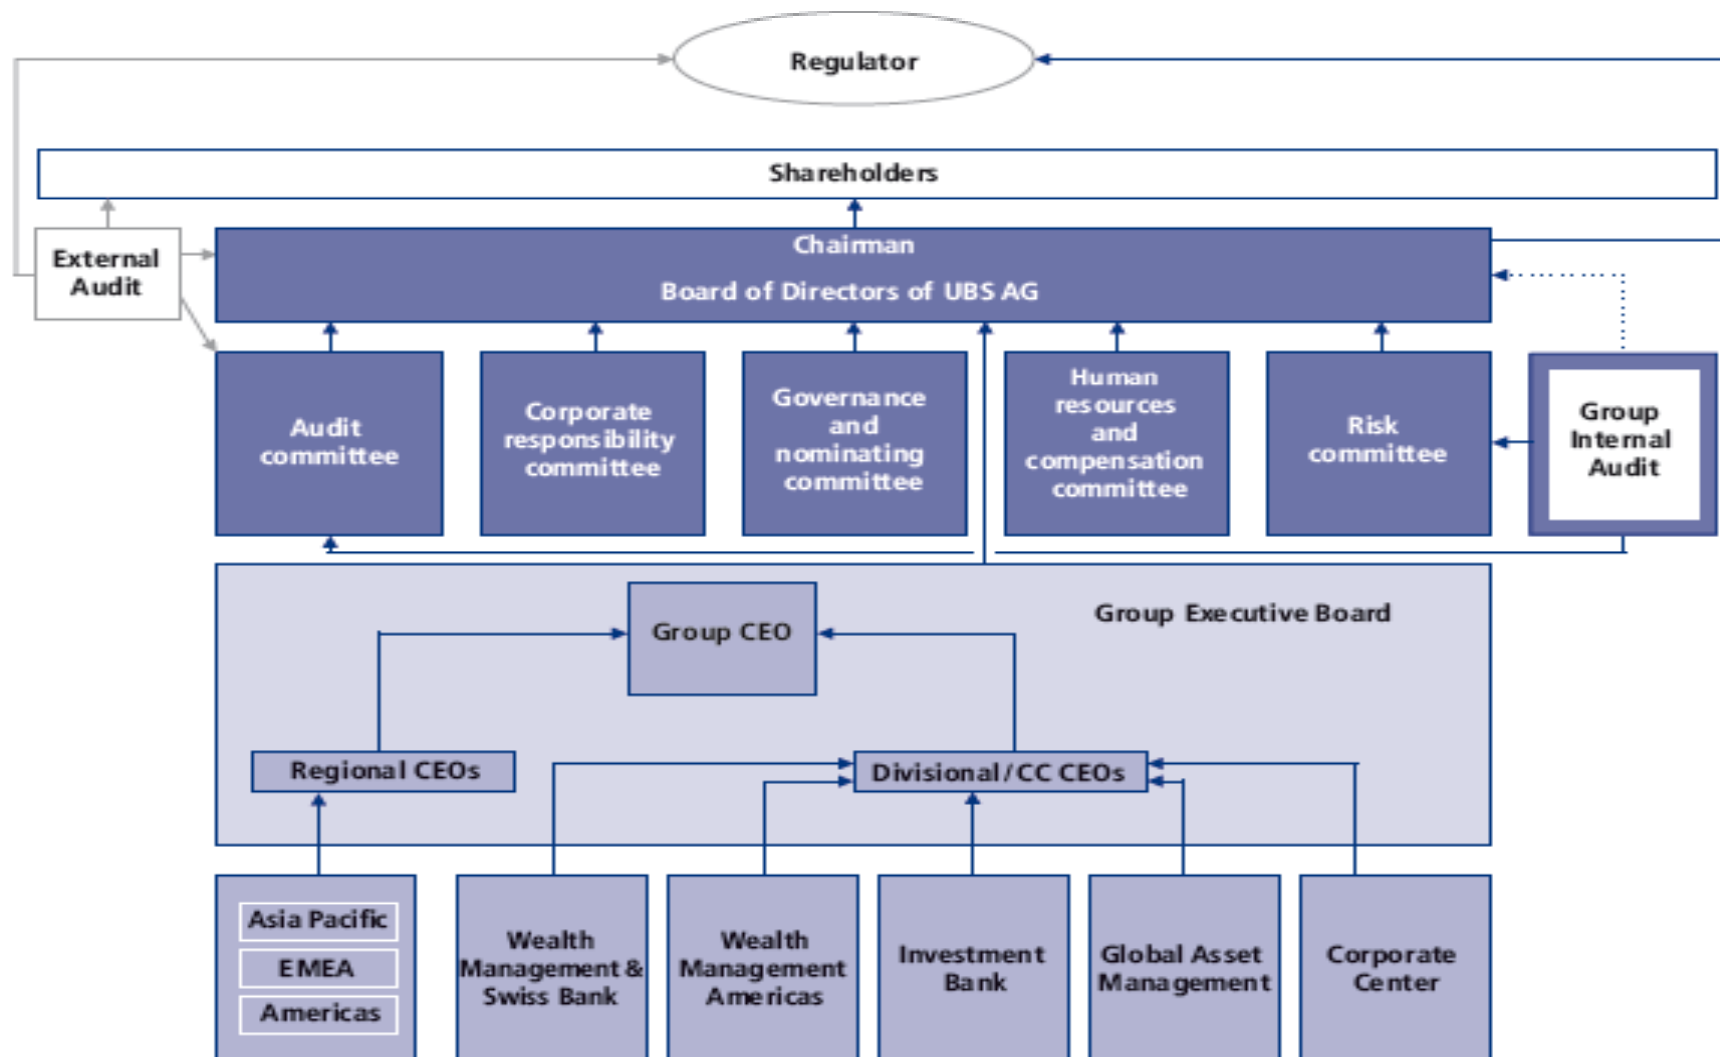 Regulator
Shareholders
External
Audit
Chairman
Board of Directors of UBS AG
Audit
committee
Corporate
responsibility
committee
Governance
and
nominating
committee
Human
resources
and
compensation
committee
Risk
committee
Group
Internal
Audit
Group Executive Board
Group CEO
Regional CEOs
Divisional/CC CEOs
Asia Pacific
EMEA
Americas
Wealth
Management &
Swiss Bank
Wealth
Management
Americas
Investment
Bank
Global Asset
Management
Corporate
Center